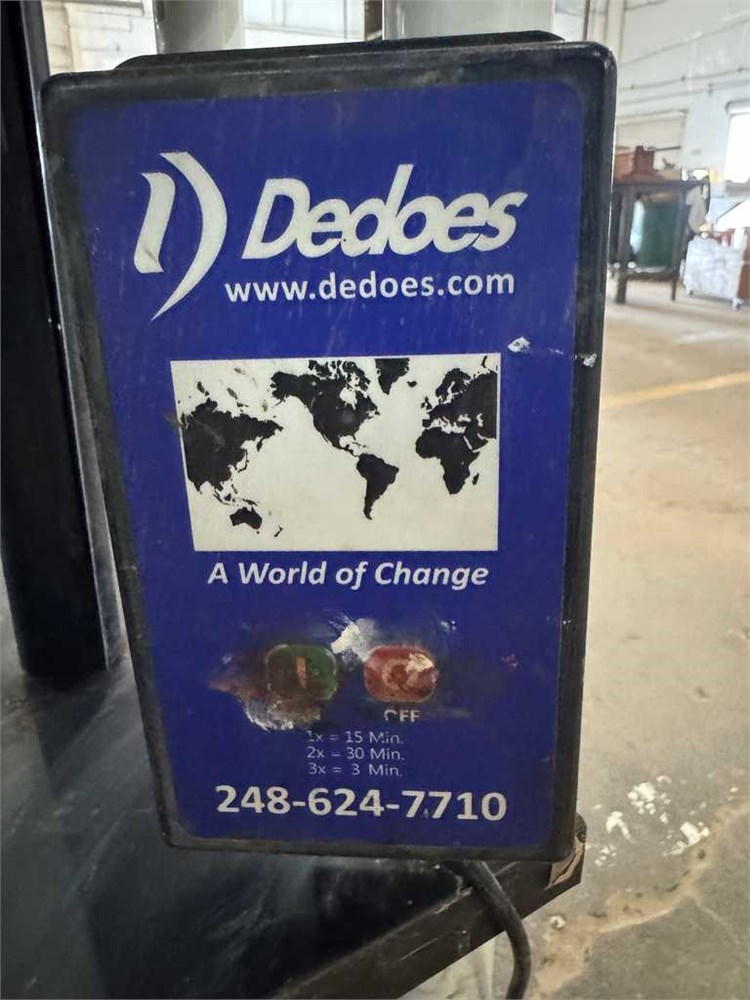 Dedoes
www.dedoes.com
A World of Change
OFF
1x = 15 Min.
2x = 30 Min.
3x = 3 Min.
248-624-7710